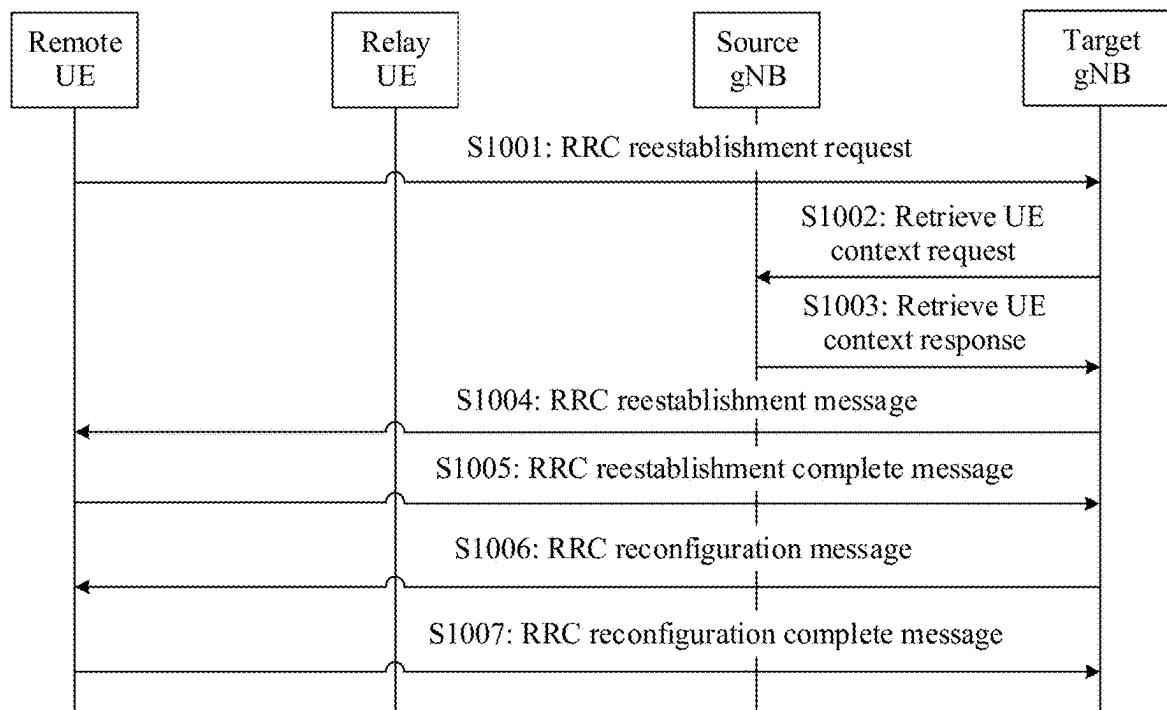 Remote
UE
Relay
UE
Source
gNB
Target
gNB
S1001: RRC reestablishment request
S1002: Retrieve UE
context request
S1003: Retrieve UE
context response
S1004: RRC reestablishment message
S1005: RRC reestablishment complete message
S1006: RRC reconfiguration message
S1007: RRC reconfiguration complete message